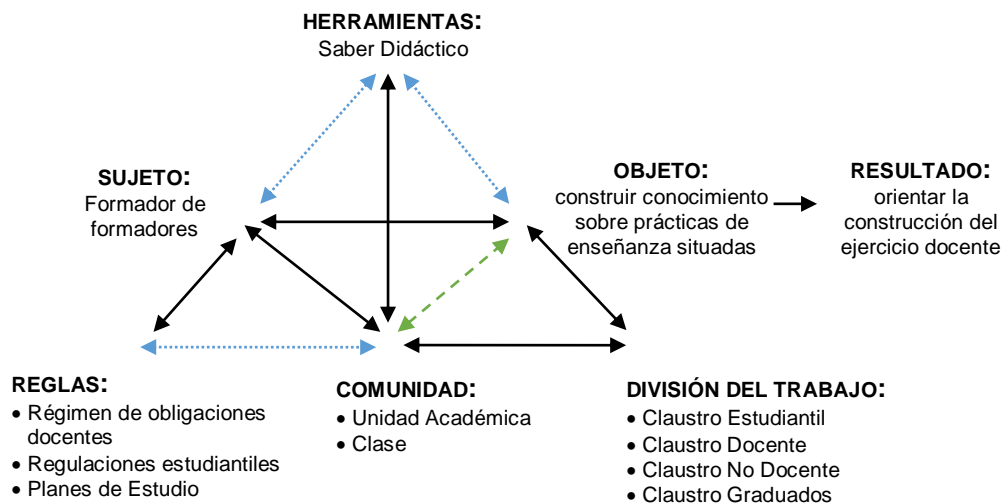 HERRAMIENTAS:
Saber Didáctico
SUJETO:
Formador de
formadores
OBJETO:
construir conocimiento
sobre prácticas de
enseñanza situadas
RESULTADO:
orientar la
construcción del
ejercicio docente
REGLAS:
• Régimen de obligaciones
docentes
• Regulaciones estudiantiles
• Planes de Estudio
COMUNIDAD:
• Unidad Académica
• Clase
DIVISIÓN DEL TRABAJO:
• Claustro Estudiantil
• Claustro Docente
• Claustro No Docente
• Claustro Graduados